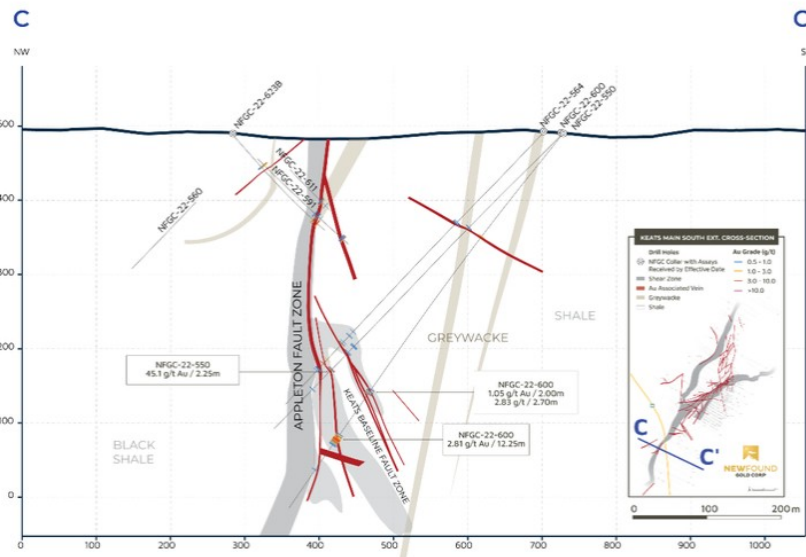 C
C
NW
S
NFGC-22-623B
NFGC-22-564
NFGC-22-600
NFGC-22-550
500
NFGC-22-611
NFGC-22-591
NFGC-22-560
400
KEATS MAIN SOUTH EXT. CROSS-SECTION
Drill Holes
Au Grade (g/t)
NFGC Collar with Assays
Received by Effective Date
Shear Zone
Au Associated Vein
Greywacke
Shale
0.5 - 1.0
1.0 - 3.0
3.0 - 10.0
>10.0
300
APPLETON FAULT ZONE
SHALE
GREYWACKE
200
NFGC-22-550
45.1 g/t Au / 2.25m
NFGC-22-600
1.05 g/t Au / 2.00m
2.83 g/t / 2.70m
KEATS BASELINE FAULT ZONE
100
NFGC-22-600
2.81 g/t Au / 12.25m
BLACK
SHALE
C
C'
NEWFOUND
GOLD CORP
0
0 100 200 m
0 100 200 300 400 500 600 700 800 900 1000